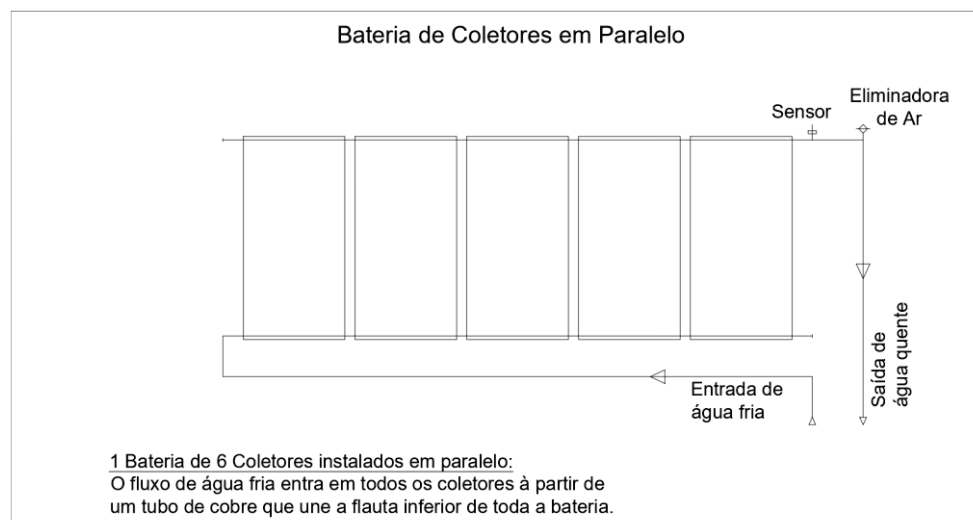 Bateria de Coletores em Paralelo
Eliminadora
de Ar
Sensor
Saída de
água quente
Entrada de
água fria
1 Bateria de 6 Coletores instalados em paralelo:
O fluxo de água fria entra em todos os coletores à partir de
um tubo de cobre que une a flauta inferior de toda a bateria.